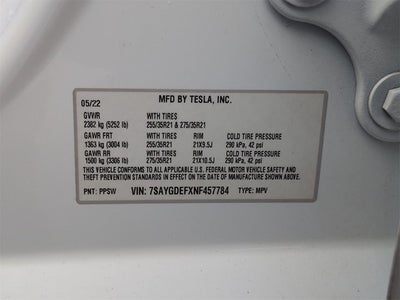 05/22 MFD BY TESLA, INC.
GVWR WITH TIRES
2382 kg (5252 lb) 255/35R21 & 275/35R21
GAWR FRT WITH TIRES RIM COLD TIRE PRESSURE
1363 kg (3004 lb) 255/35R21 21X9.5J 290 kPa, 42 psi
GAWR RR WITH TIRES RIM COLD TIRE PRESSURE
1500 kg (3306 lb) 275/35R21 21X10.5J 290 kPa, 42 psi
THIS VEHICLE CONFORMS TO ALL APPLICABLE U.S. FEDERAL MOTOR VEHICLE SAFETY AND
THEFT PREVENTION STANDARDS IN EFFECT ON THE DATE OF MANUFACTURE SHOWN ABOVE.
PNT: PPSW VIN: 7SAYGDEFXNF457784 TYPE: MPV